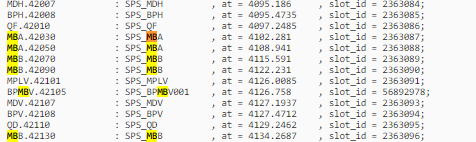 MDH.42007 : SPS_MDH , at = 4095.186 , slot_id = 2363084;
BPH.42008 : SPS_BPH , at = 4095.4735 , slot_id = 2363085;
QF.42010 : SPS_QF , at = 4097.2485 , slot_id = 2363086;
MBA.42030 : SPS_MBA , at = 4102.281 , slot_id = 2363087;
MBA.42050 : SPS_MBA , at = 4108.941 , slot_id = 2363088;
MBB.42070 : SPS_MBB , at = 4115.591 , slot_id = 2363089;
MBB.42090 : SPS_MBB , at = 4122.231 , slot_id = 2363090;
MPLV.42101 : SPS_MPLV , at = 4126.0085 , slot_id = 2363091;
BPMBV.42105 : SPS_BPMBV001 , at = 4126.758 , slot_id = 56892978;
MDV.42107 : SPS_MDV , at = 4127.1937 , slot_id = 2363093;
BPV.42108 : SPS_BPV , at = 4127.4712 , slot_id = 2363094;
QD.42110 : SPS_QD , at = 4129.2462 , slot_id = 2363095;
MBB.42130 : SPS_MBB , at = 4134.2687 , slot_id = 2363096;